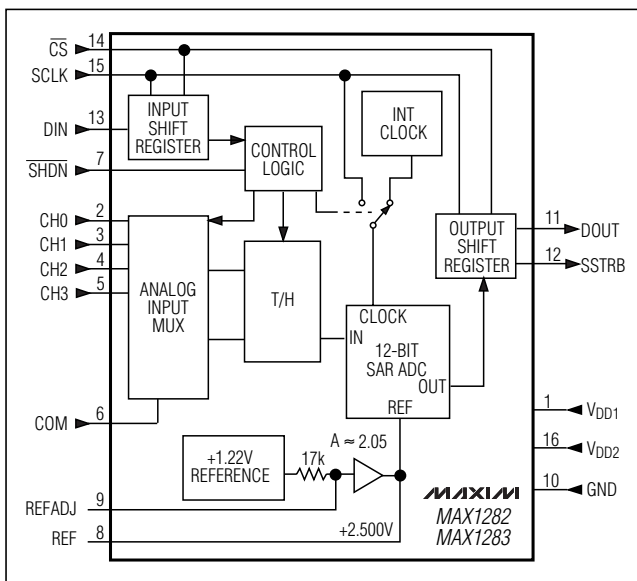 CS 14
SCLK 15
DIN 13
SHDN 7
CH0 2
CH1 3
CH2 4
CH3 5
COM 6
REFADJ 9
REF 8
INPUT
SHIFT
REGISTER
CONTROL
LOGIC
INT
CLOCK
ANALOG
INPUT
MUX
T/H
CLOCK
IN
12-BIT
SAR ADC
OUT
REF
OUTPUT
SHIFT
REGISTER
11 DOUT
12 SSTRB
+1.22V
REFERENCE
17k
A ≈ 2.05
+2.500V
1 VDD1
16 VDD2
10 GND
MAXIM
MAX1282
MAX1283